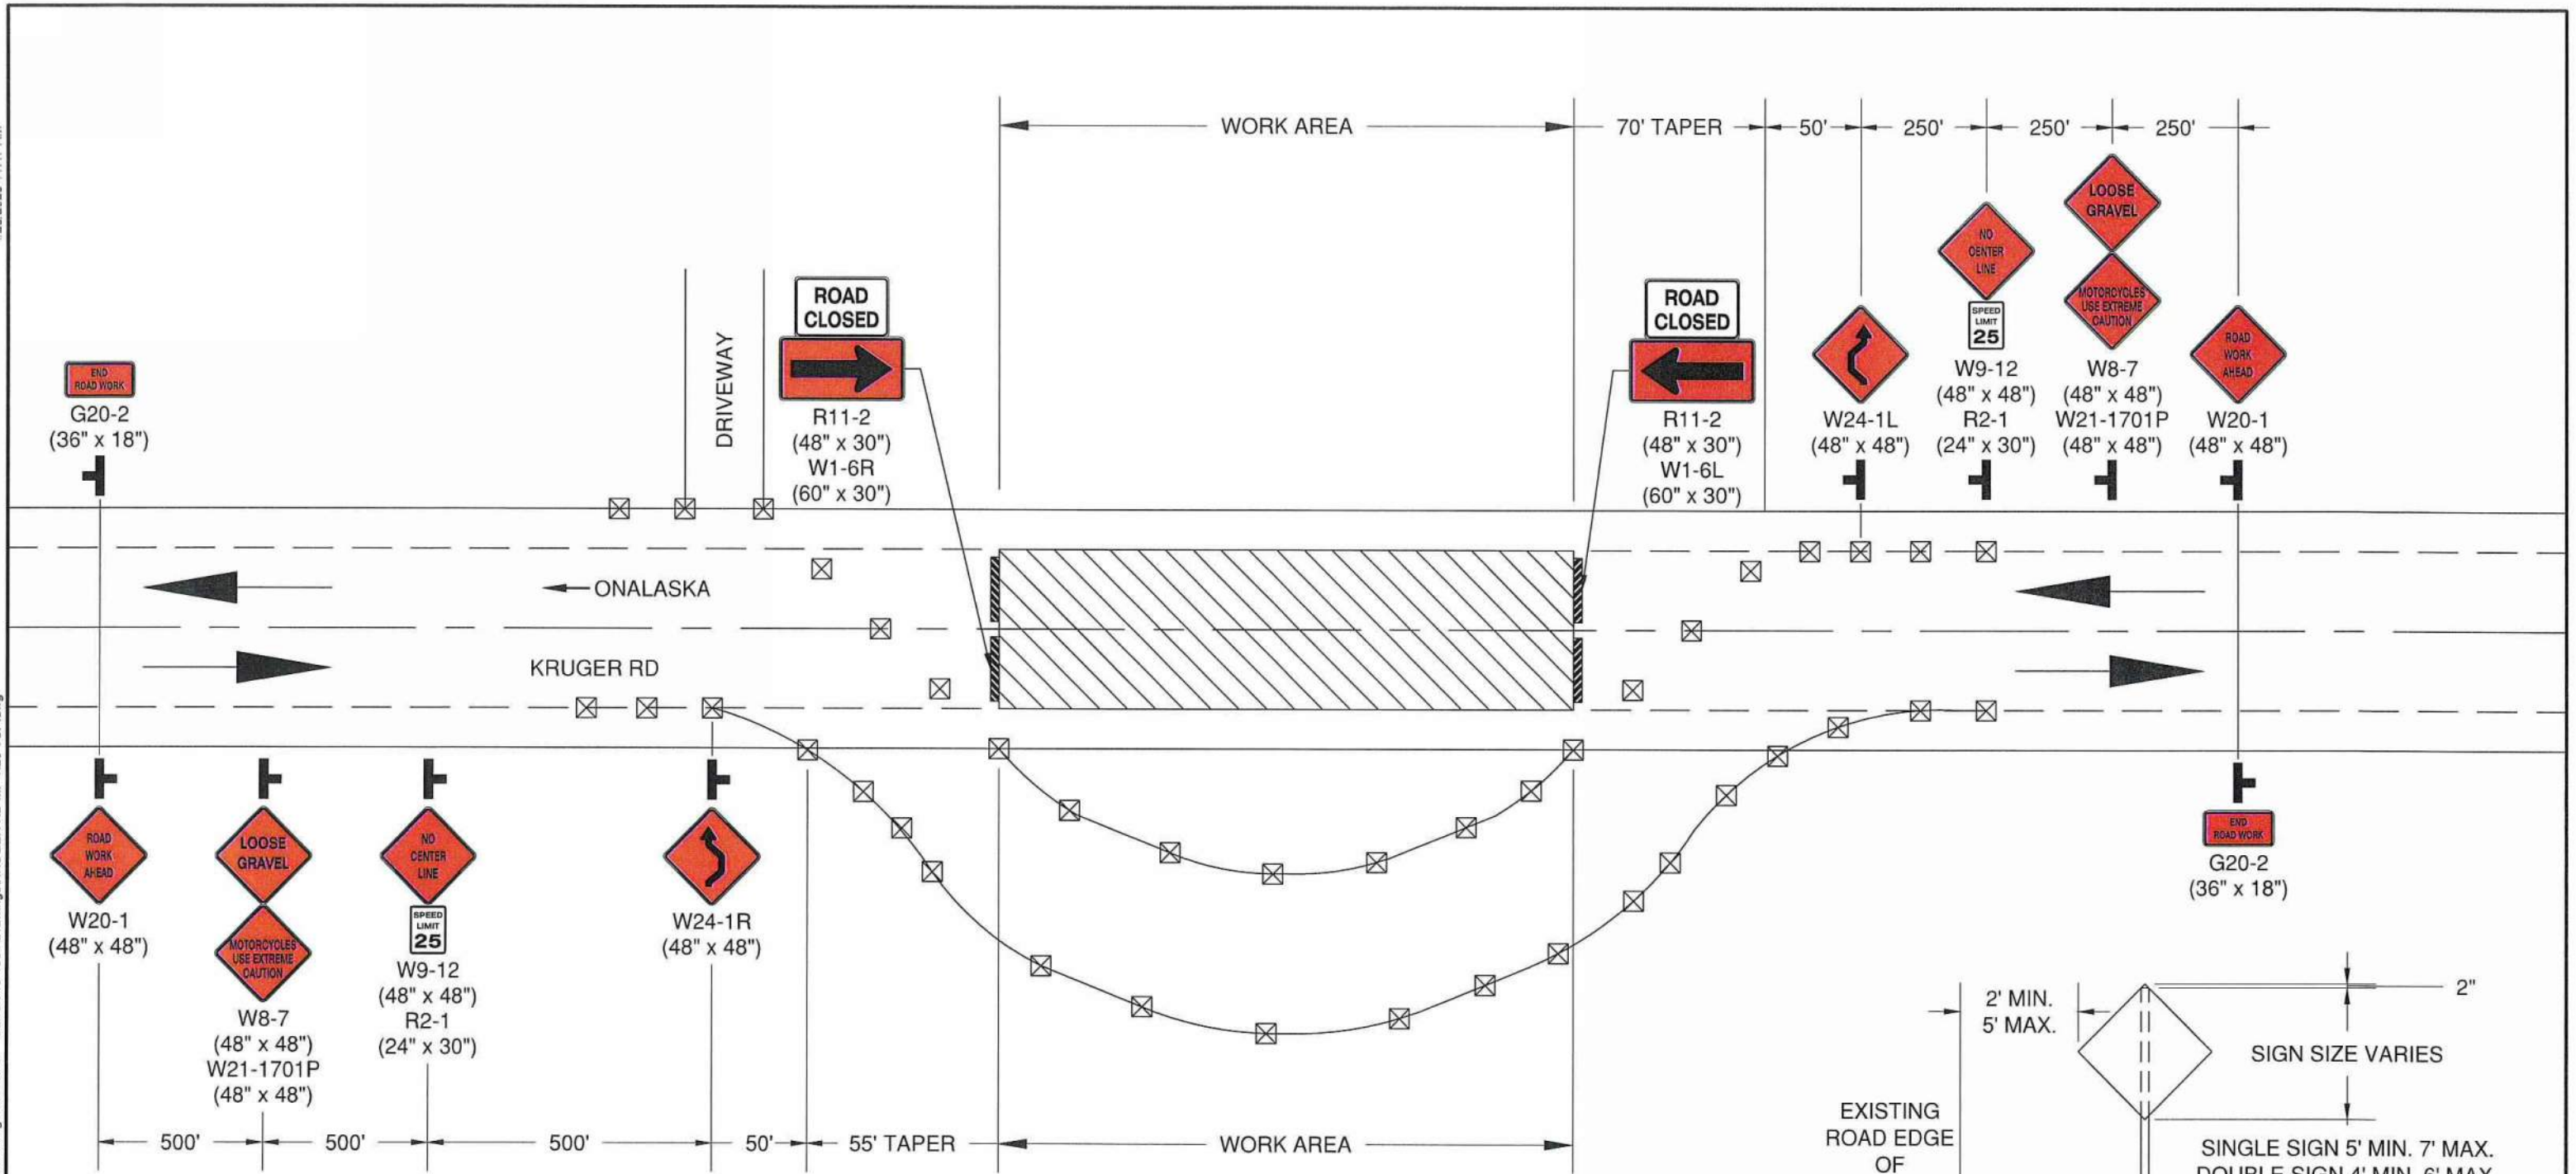 WORK AREA
70' TAPER
50'
250'
250'
250'
LOOSE
GRAVEL
MOTORCYCLES
USE EXTREME
CAUTION
W8-7
(48" x 48")
W21-1701P
(48" x 48")
NO
CENTER
LINE
SPEED
LIMIT
25
W9-12
(48" x 48")
R2-1
(24" x 30")
W24-1L
(48" x 48")
ROAD
WORK
AHEAD
W20-1
(48" x 48")
ROAD
CLOSED
R11-2
(48" x 30")
W1-6R
(60" x 30")
ROAD
CLOSED
R11-2
(48" x 30")
W1-6L
(60" x 30")
DRIVEWAY
END
ROAD WORK
G20-2
(36" x 18")
ONALASKA
KRUGER RD
ROAD
WORK
AHEAD
W20-1
(48" x 48")
LOOSE
GRAVEL
MOTORCYCLES
USE EXTREME
CAUTION
W8-7
(48" x 48")
W21-1701P
(48" x 48")
NO
CENTER
LINE
SPEED
LIMIT
25
W9-12
(48" x 48")
R2-1
(24" x 30")
W24-1R
(48" x 48")
END
ROAD WORK
G20-2
(36" x 18")
500'
500'
500'
50'
55' TAPER
WORK AREA
2' MIN.
5' MAX.
2"
SIGN SIZE VARIES
EXISTING
ROAD EDGE
OF
SINGLE SIGN 5' MIN. 7' MAX.
DOUBLE SIGN 4' MIN. 6' MAX.